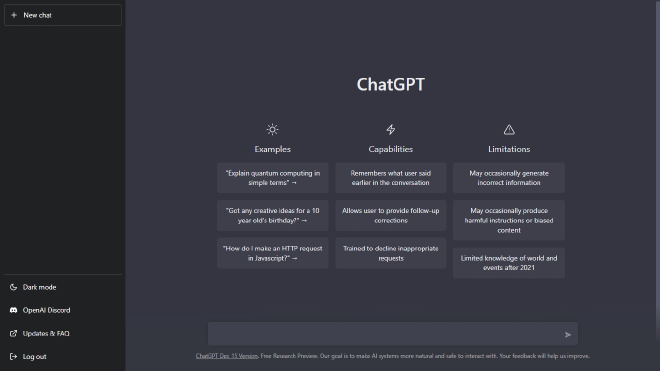 New chat
ChatGPT
Examples
"Explain quantum computing in
simple terms" →
"Got any creative ideas for a 10
year old's birthday?" →
"How do I make an HTTP request
in Javascript?" →
Capabilities
Remembers what user said
earlier in the conversation
Allows user to provide follow-up
corrections
Trained to decline inappropriate
requests
Limitations
May occasionally generate
incorrect information
May occasionally produce
harmful instructions or biased
content
Limited knowledge of world and
events after 2021
Dark mode
OpenAI Discord
Updates & FAQ
Log out
ChatGPT Dec 15 Version. Free Research Preview. Our goal is to make AI systems more natural and safe to interact with. Your feedback will help us improve.